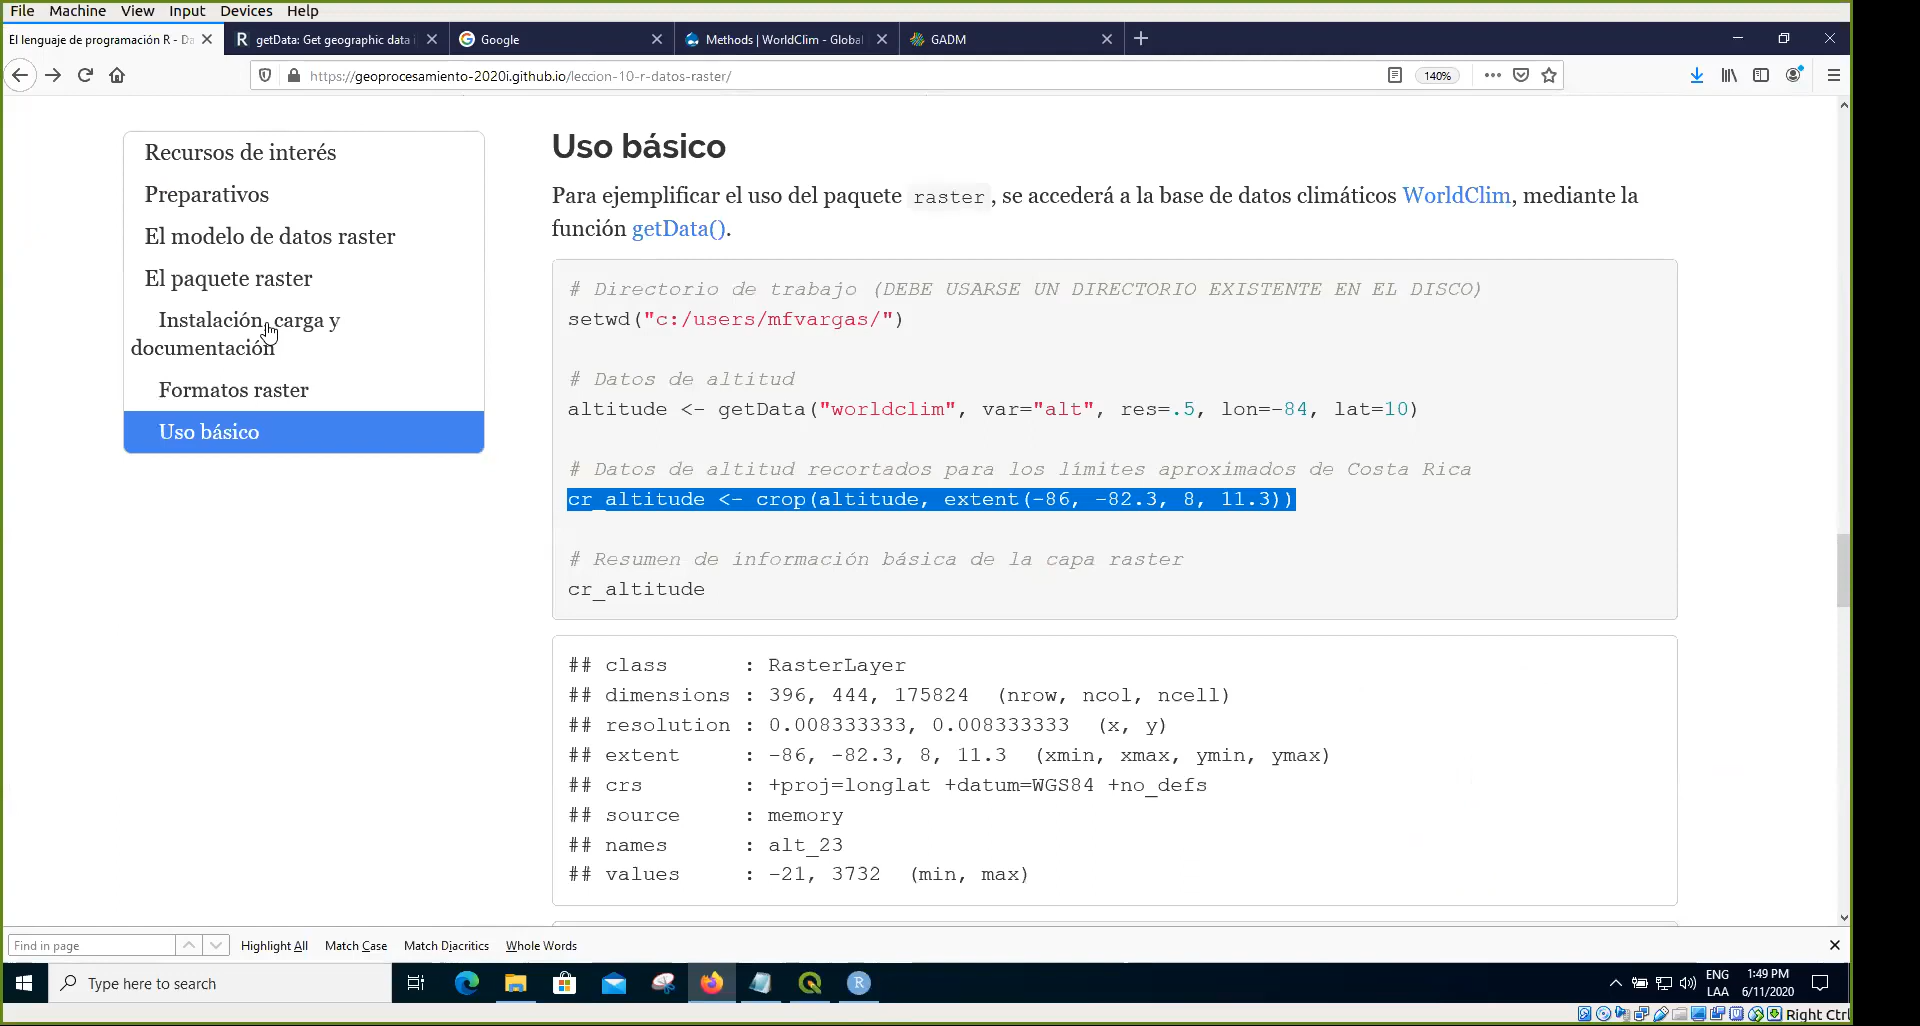 File Machine View Input Devices Help
El lenguaje de programación R - Da
getData: Get geographic data i
Google
Methods | WorldClim - Global
GADM
https://geoprocesamiento-2020i.github.io/leccion-10-r-datos-raster/
140%
Recursos de interés
Preparativos
El modelo de datos raster
El paquete raster
Instalación, carga y
documentación
Formatos raster
Uso básico
Uso básico
Para ejemplificar el uso del paquete raster, se accederá a la base de datos climáticos WorldClim, mediante la
función getData().
# Directorio de trabajo (DEBE USARSE UN DIRECTORIO EXISTENTE EN EL DISCO)
setwd("c:/users/mfvargas/")
# Datos de altitud
altitude <- getData("worldclim", var="alt", res=.5, lon=-84, lat=10)
# Datos de altitud recortados para los límites aproximados de Costa Rica
cr_altitude <- crop(altitude, extent(-86, -82.3, 8, 11.3))
# Resumen de información básica de la capa raster
cr_altitude
## class      : RasterLayer
## dimensions : 396, 444, 175824  (nrow, ncol, ncell)
## resolution : 0.008333333, 0.008333333  (x, y)
## extent     : -86, -82.3, 8, 11.3  (xmin, xmax, ymin, ymax)
## crs        : +proj=longlat +datum=WGS84 +no_defs
## source     : memory
## names      : alt_23
## values     : -21, 3732  (min, max)
Find in page
Highlight All Match Case Match Diacritics Whole Words
Type here to search
ENG
LAA
1:49 PM
6/11/2020
Right Ctrl